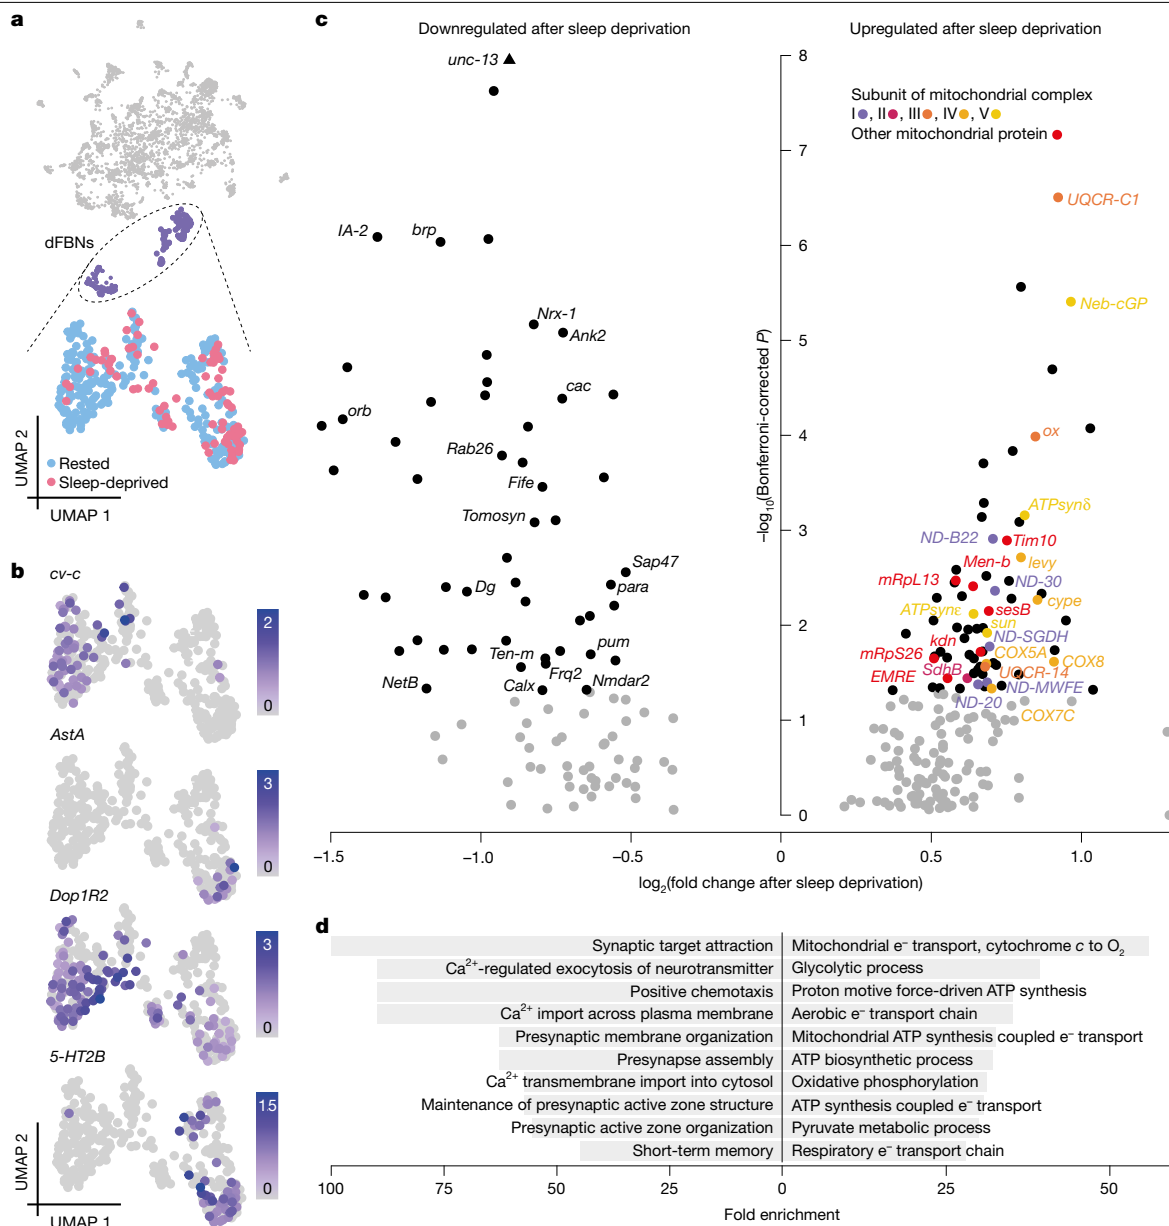 a
dFBNs
UMAP 2
Rested
Sleep-deprived
UMAP 1
b
cv-c
2
0
AstA
3
0
Dop1R2
3
0
5-HT2B
15
0
UMAP 2
UMAP 1
c
Downregulated after sleep deprivation
Upregulated after sleep deprivation
Subunit of mitochondrial complex
I, II, III, IV, V
Other mitochondrial protein
−log10(Bonferroni-corrected P)
8
7
6
5
4
3
2
1
0
unc-13
IA-2
brp
Nrx-1
Ank2
cac
orb
Rab26
Fife
Tomosyn
Sap47
Dg
para
Ten-m
pum
Frq2
NetB
Calx
Nmdar2
UQCR-C1
Neb-cGP
ox
ATPsynδ
ND-B22
Tim10
Men-b
levy
mRpL13
ND-30
cype
ATPsynε
sesB
sun
kdn
ND-SGDH
mRpS26
COX5A
COX8
EMRE
SdhB
UQCR-14
ND-MWFE
ND-20
COX7C
−1.5
−1.0
−0.5
0
0.5
1.0
log2(fold change after sleep deprivation)
d
Synaptic target attraction
Mitochondrial e− transport, cytochrome c to O2
Ca2+-regulated exocytosis of neurotransmitter
Glycolytic process
Positive chemotaxis
Proton motive force-driven ATP synthesis
Ca2+ import across plasma membrane
Aerobic e− transport chain
Presynaptic membrane organization
Mitochondrial ATP synthesis coupled e− transport
Presynapse assembly
ATP biosynthetic process
Ca2+ transmembrane import into cytosol
Oxidative phosphorylation
Maintenance of presynaptic active zone structure
ATP synthesis coupled e− transport
Presynaptic active zone organization
Pyruvate metabolic process
Short-term memory
Respiratory e− transport chain
100
75
50
25
0
25
50
Fold enrichment